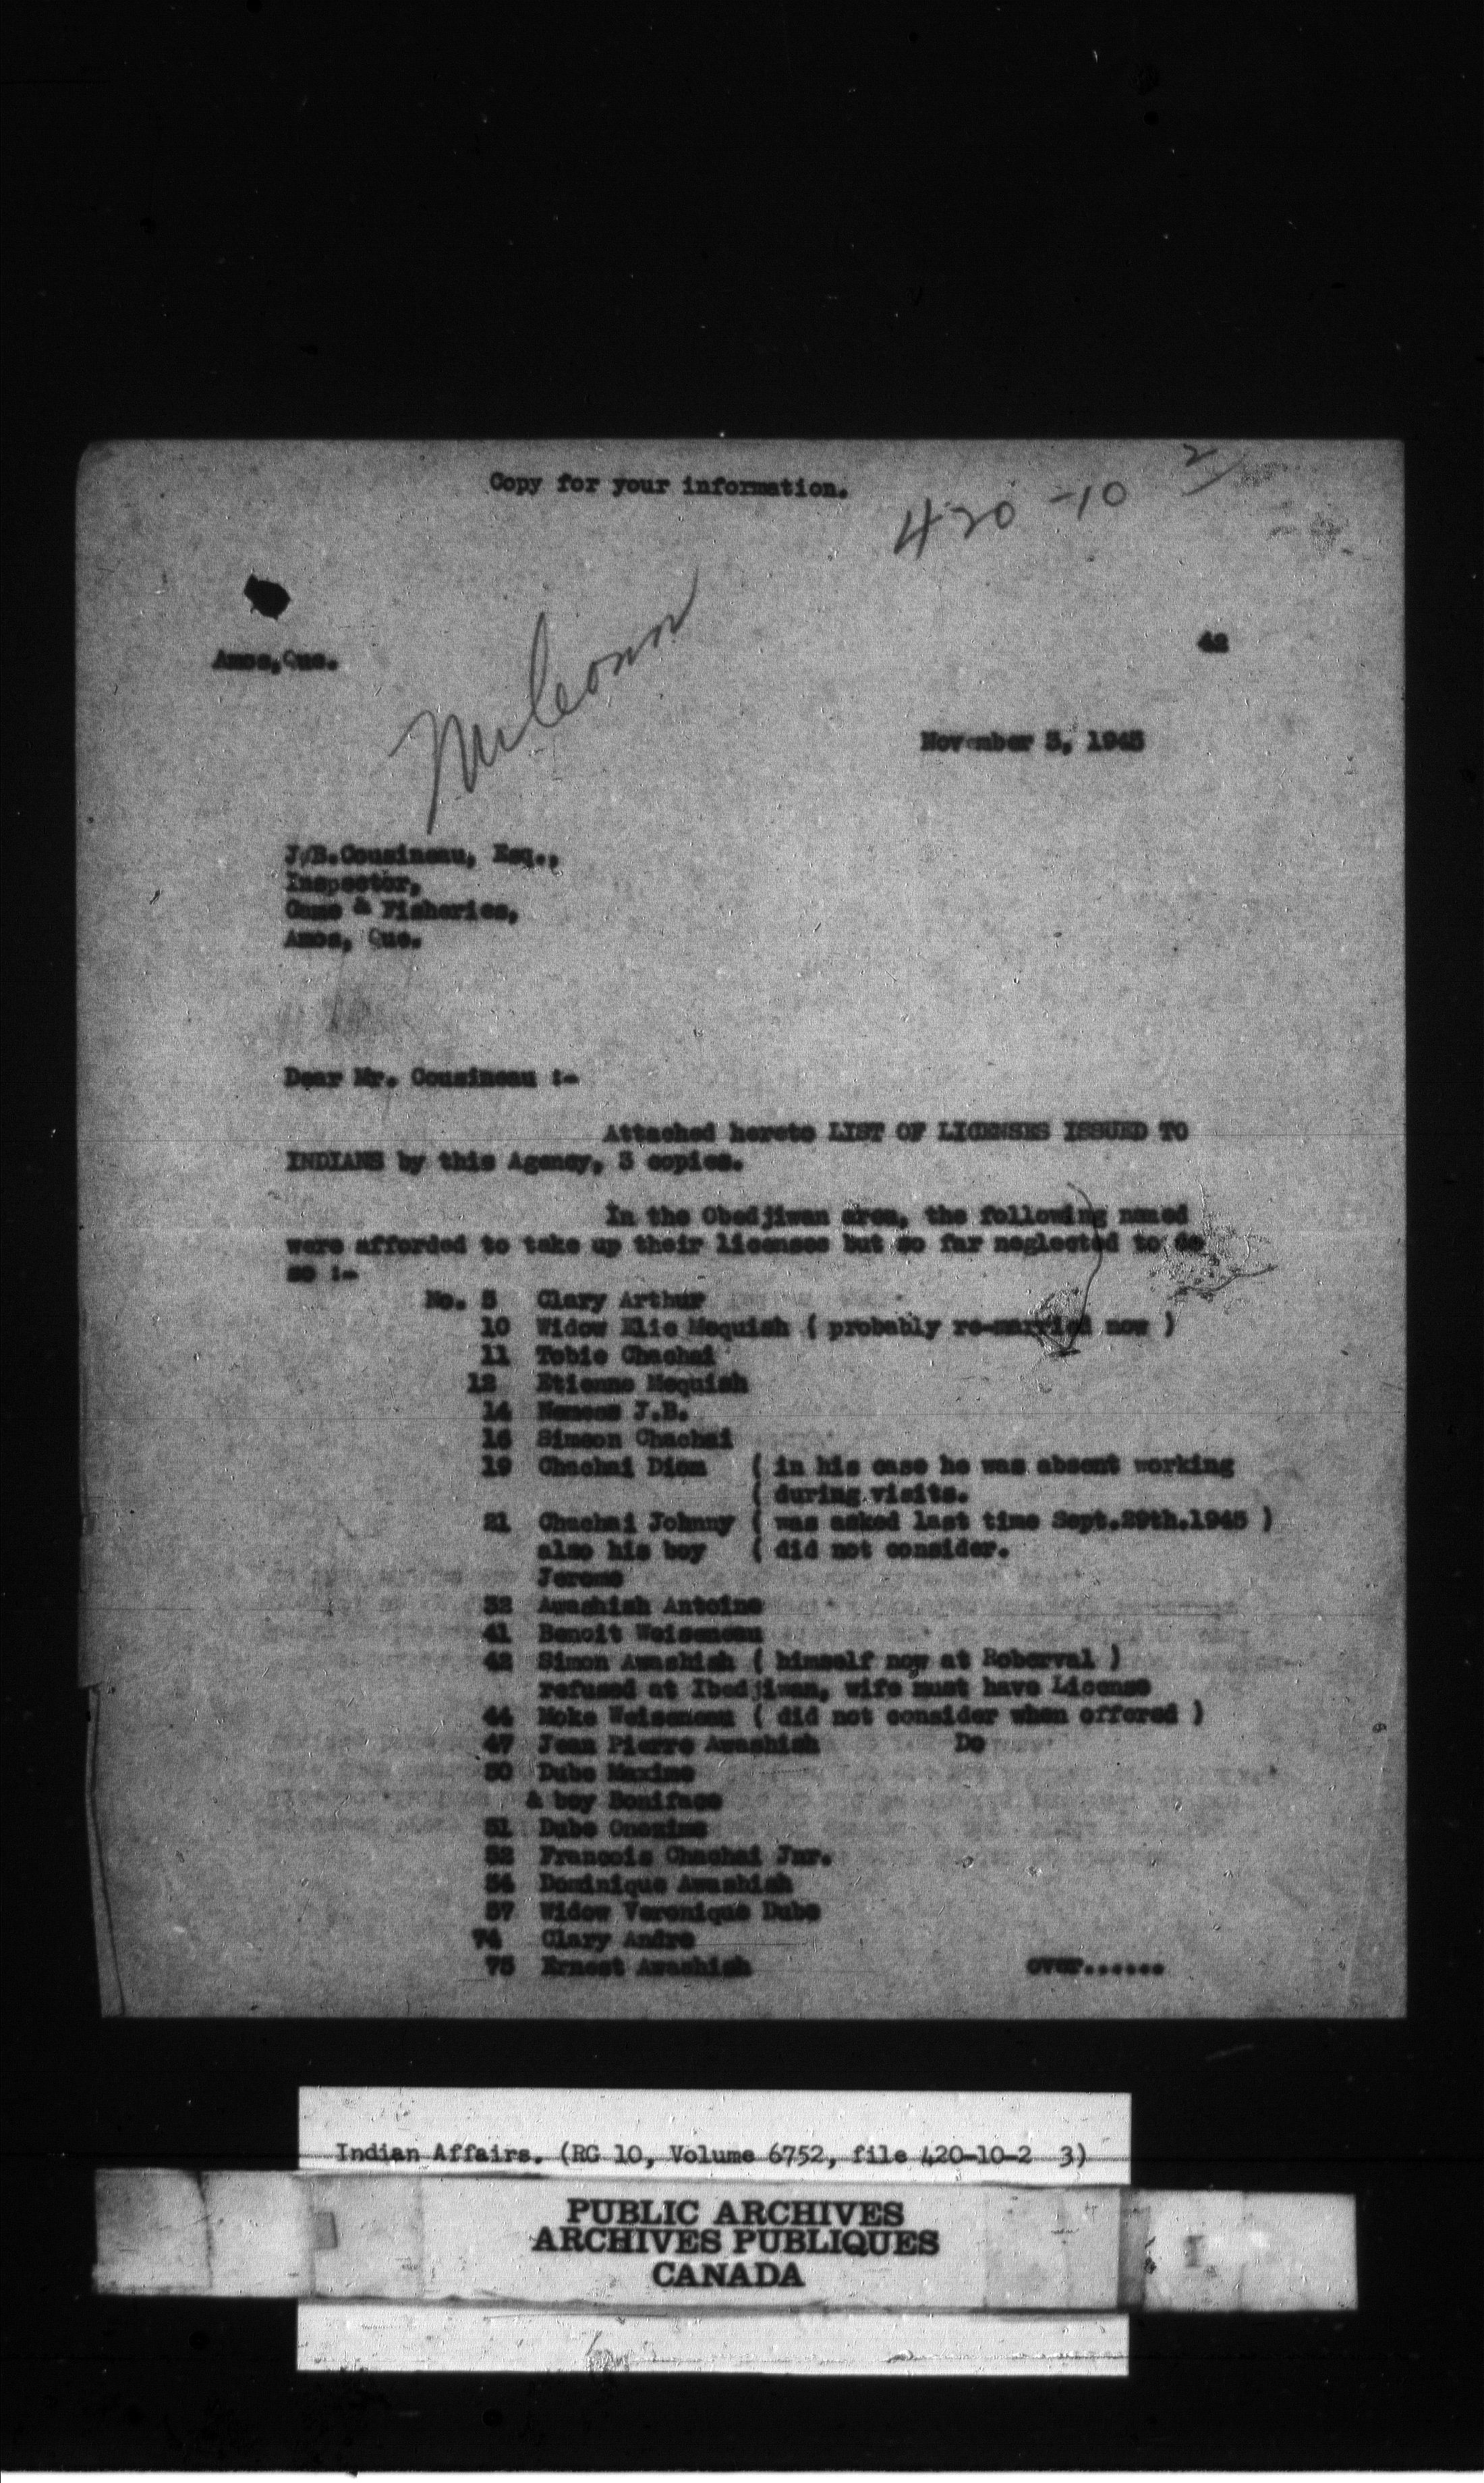 Copy for your information.
420-10 2
Amos,Que.
42
November 3, 1945
J.B.Cousineau, Esq.,
Inspector,
Game & Fisheries,
Amos, Que.
Dear Mr. Cousineau :-
Attached hereto LIST OF LICENSES ISSUED TO
INDIANS by this Agency, 3 copies.
In the Obedjiwan area, the following named
were afforded to take up their licenses but so far neglected to do
so :-
No. 5 Clary Arthur
10 Widow Elie Mequish ( probably re-married now )
11 Tobie Chachai
12 Etienne Mequish
14 J.B.
16 Simeon Chachai
19 Chachai Diom ( in his case he was absent working
( during visits.
21 Chachai Johnny ( was asked last time Sept.29th.1945 )
also his boy ( did not consider.
Jerome
32 Awashish Antoine
41 Benoit Weiseneau
42 Simon Awashish ( himself now at Roberval )
refused at Ibedjiwan, wife must have License
44 Moke Weiseneau ( did not consider when offered )
47 Jean Pierre Awashish Do
50 Dube Maxime
& boy Boniface
51 Dube Onesime
52 Francois Chachai Jnr.
54 Dominique Awashish
57 Widow Veronique Dube
74 Clary Andre
75 Ernest Awashish over......
Indian Affairs. (RG 10, Volume 6752, file 420-10-2 3)
PUBLIC ARCHIVES
ARCHIVES PUBLIQUES
CANADA